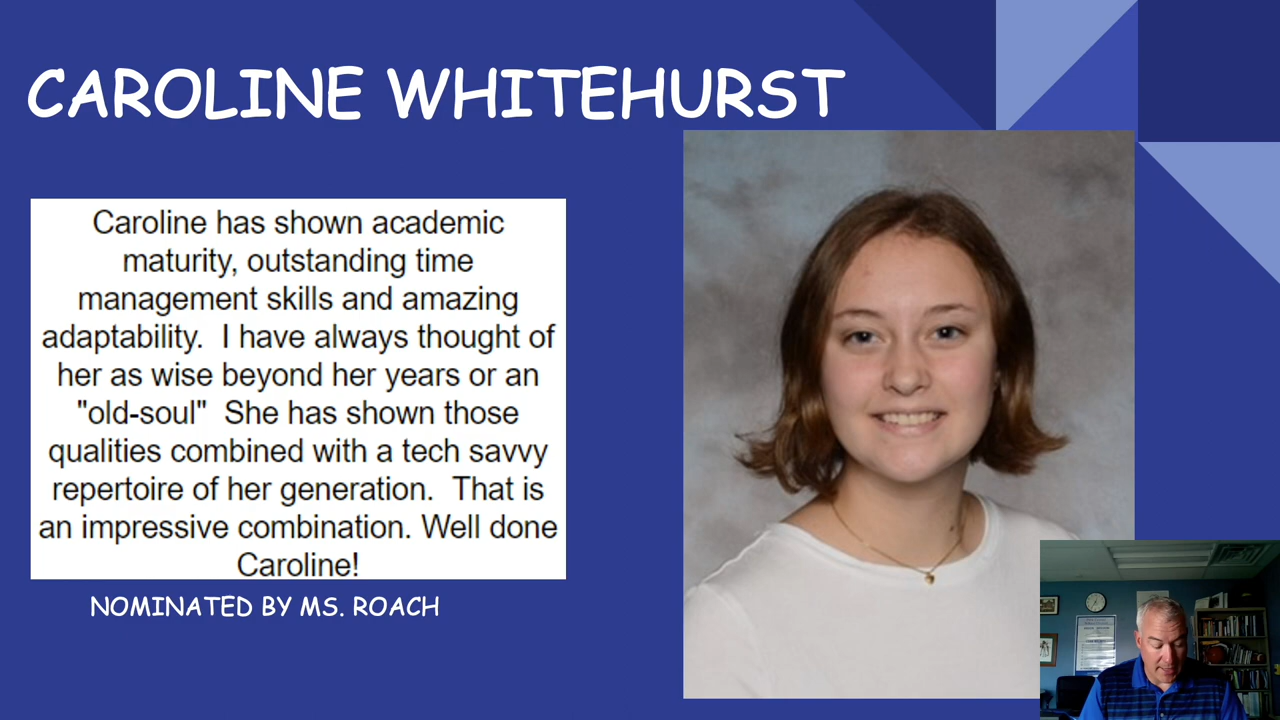 CAROLINE WHITEHURST
Caroline has shown academic
maturity, outstanding time
management skills and amazing
adaptability.  I have always thought of
her as wise beyond her years or an
"old-soul"  She has shown those
qualities combined with a tech savvy
repertoire of her generation.  That is
an impressive combination. Well done
Caroline!
NOMINATED BY MS. ROACH